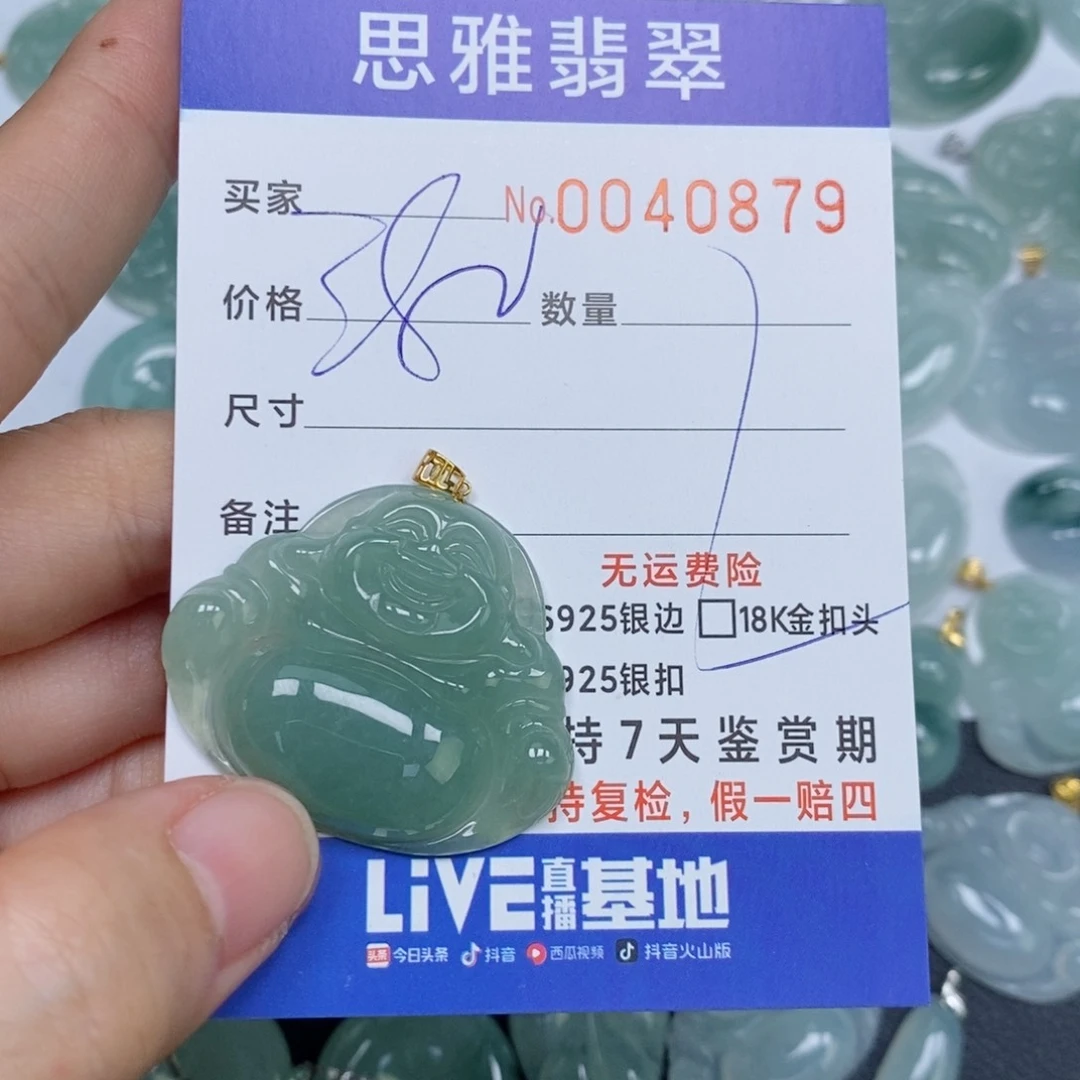 思雅翡翠
买家 No.0040879
价格 数量
尺寸
备注
无运费险
S925银边 □18K金扣头
925银扣
持7天鉴赏期
持复检，假一赔四
LiVE直播基地
头条 今日头条 抖音 西瓜视频 抖音火山版